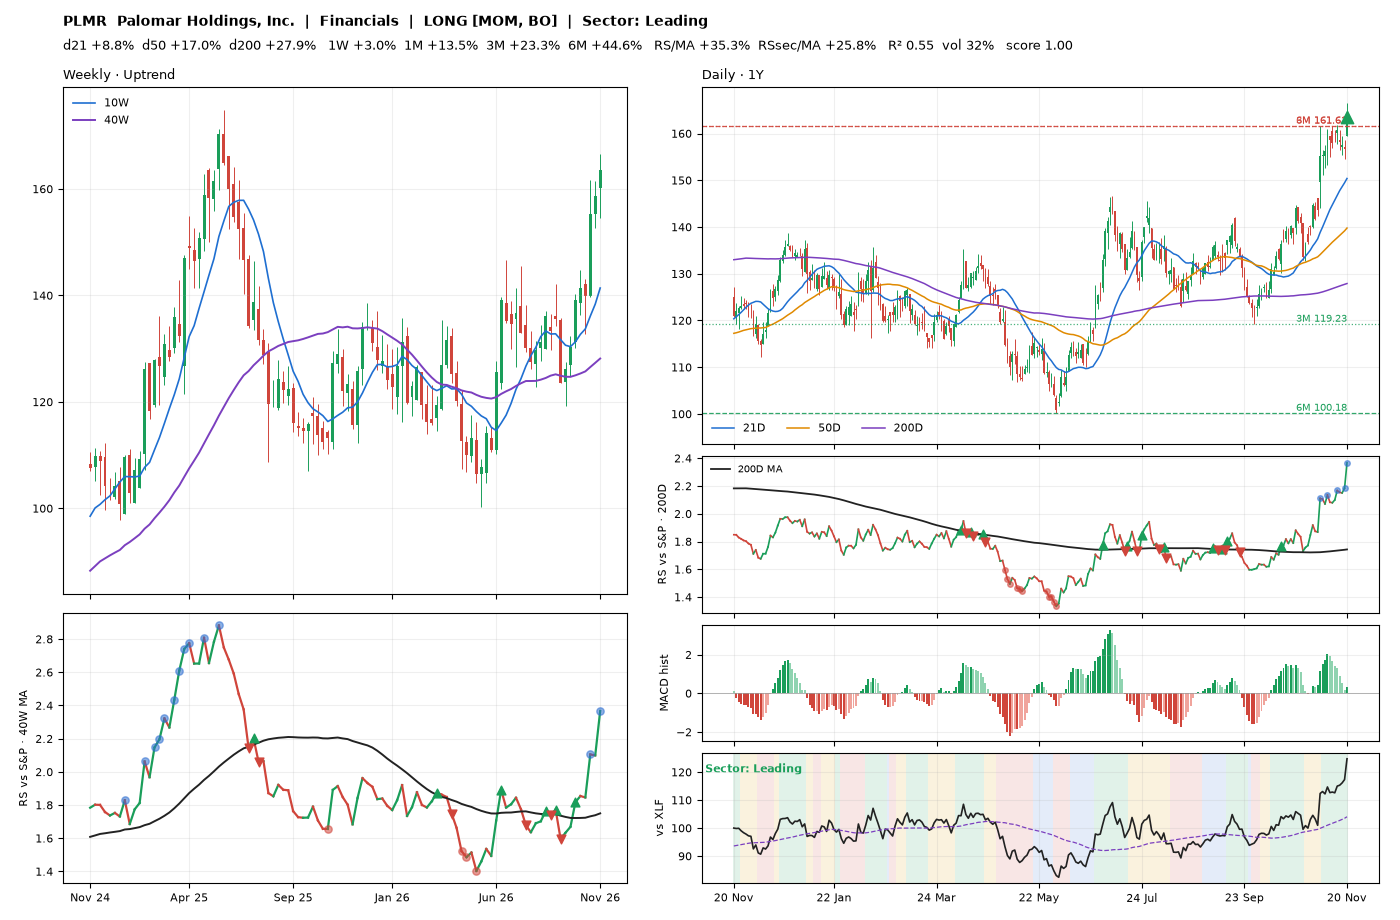 PLMR  Palomar Holdings, Inc.  |  Financials  |  LONG [MOM, BO]  |  Sector: Leading
d21 +8.8%  d50 +17.0%  d200 +27.9%   1W +3.0%  1M +13.5%  3M +23.3%  6M +44.6%   RS/MA +35.3%  RSsec/MA +25.8%   R² 0.55  vol 32%   score 1.00
Weekly · Uptrend
10W
40W
160
140
120
100
RS vs S&P · 40W MA
2.8
2.6
2.4
2.2
2.0
1.8
1.6
1.4
Nov 24
Apr 25
Sep 25
Jan 26
Jun 26
Nov 26
Daily · 1Y
8M 161.6
3M 119.23
6M 100.18
160
150
140
130
120
110
100
21D
50D
200D
RS vs S&P · 200D
200D MA
2.4
2.2
2.0
1.8
1.6
1.4
MACD hist
2
0
−2
Sector: Leading
vs XLF
120
110
100
90
20 Nov
22 Jan
24 Mar
22 May
24 Jul
23 Sep
20 Nov